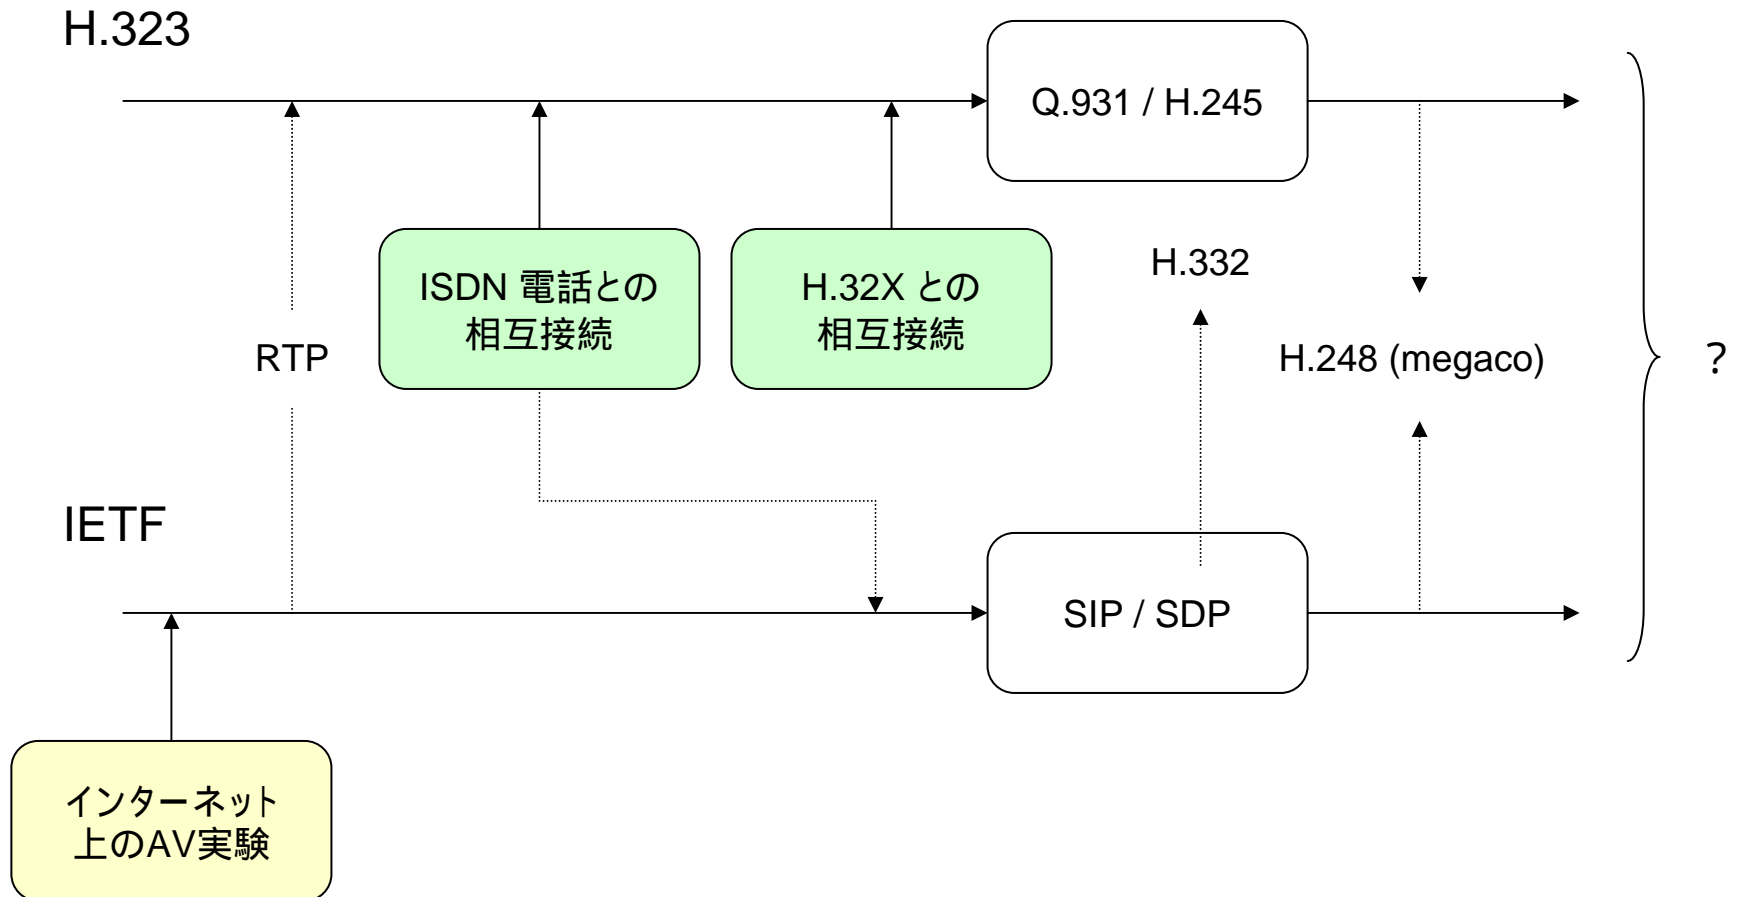 H.323
Q.931 / H.245
ISDN 電話との
相互接続
H.32X との
相互接続
H.332
RTP
H.248 (megaco)
?
IETF
SIP / SDP
インターネット
上のAV実験